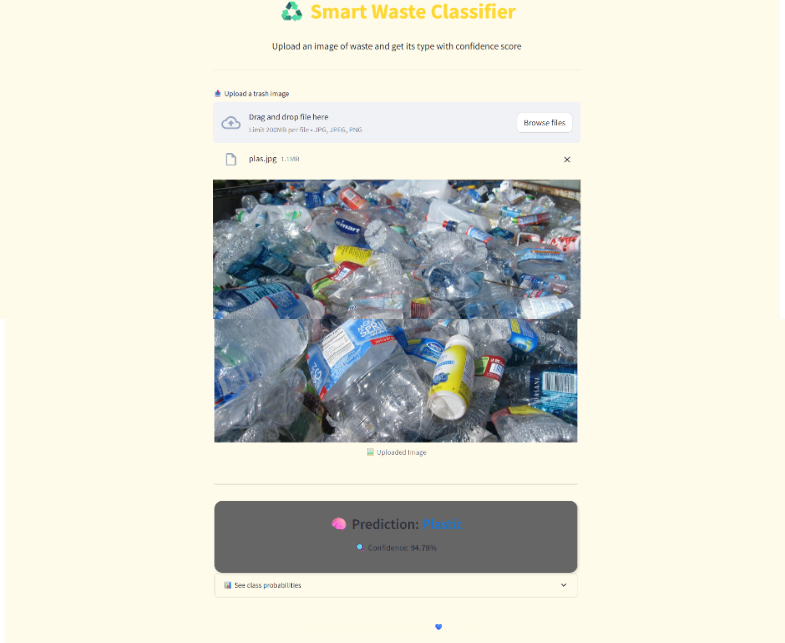 Smart Waste Classifier
Upload an image of waste and get its type with confidence score
Upload a trash image
Drag and drop file here
Limit 200MB per file • JPG, JPEG, PNG
Browse files
plas.jpg 1.1MB
Uploaded Image
Prediction: Plastic
Confidence: 94.78%
See class probabilities